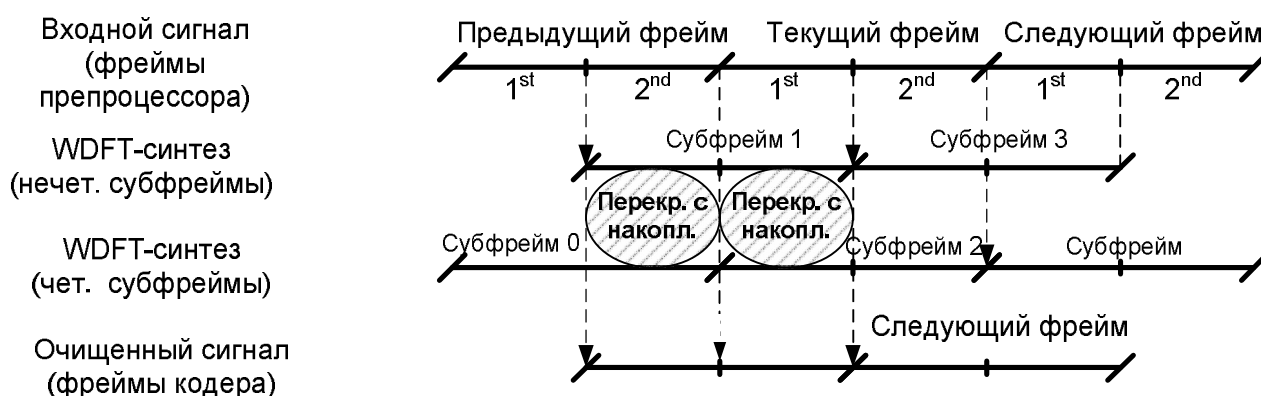 Входной сигнал
(фреймы
препроцессора)
Предыдущий фрейм
Текущий фрейм
Следующий фрейм
1st
2nd
1st
2nd
1st
2nd
WDFT-синтез
(нечет. субфреймы)
Субфрейм 1
Субфрейм 3
Перекр. с
накопл.
Перекр. с
накопл.
WDFT-синтез
(чет. субфреймы)
Субфрейм 0
Субфрейм 2
Субфрейм
Очищенный сигнал
(фреймы кодера)
Следующий фрейм